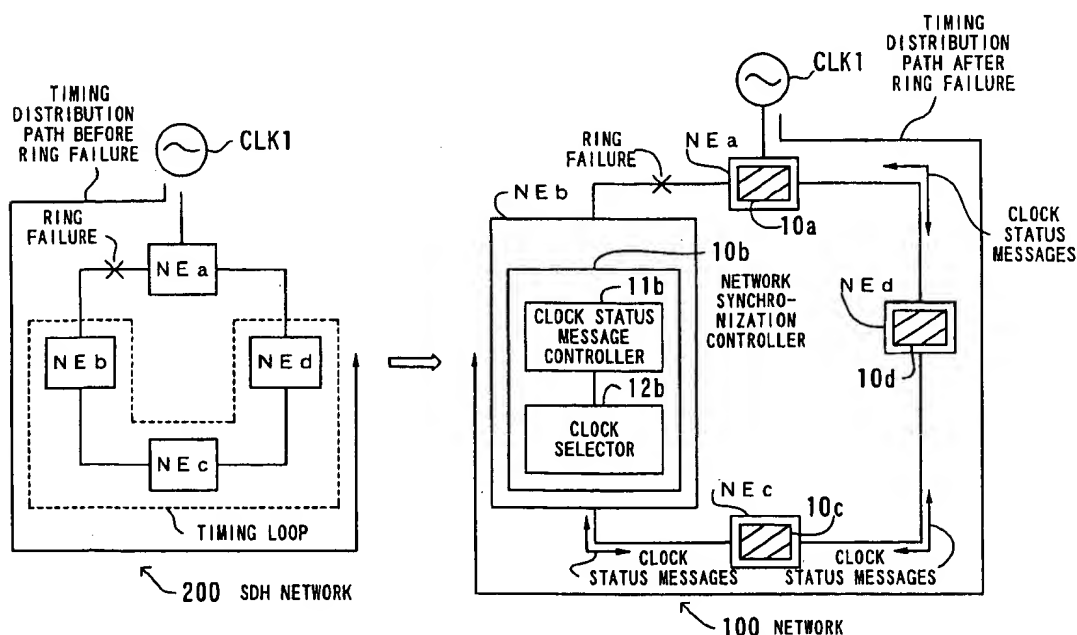 TIMING
DISTRIBUTION
PATH BEFORE
RING FAILURE
CLK1
RING
FAILURE
NEa
NEb
NEd
NEc
TIMING LOOP
200 SDH NETWORK
TIMING
DISTRIBUTION
PATH AFTER
RING FAILURE
CLK1
RING
FAILURE
NEa
10a
NEb
10b
NETWORK
SYNCHRO-
NIZATION
CONTROLLER
11b
CLOCK STATUS
MESSAGE
CONTROLLER
12b
CLOCK
SELECTOR
CLOCK
STATUS
MESSAGES
NEd
10d
NEc
10c
CLOCK
STATUS MESSAGES
CLOCK
STATUS MESSAGES
100 NETWORK